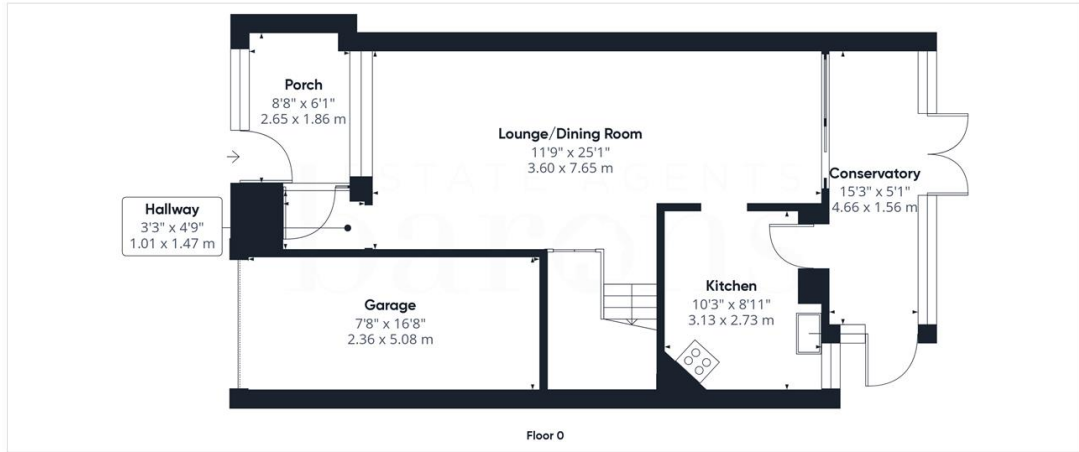 Porch
8'8" x 6'1"
2.65 x 1.86 m
Lounge/Dining Room
11'9" x 25'1"
3.60 x 7.65 m
Conservatory
15'3" x 5'1"
4.66 x 1.56 m
Hallway
3'3" x 4'9"
1.01 x 1.47 m
Kitchen
10'3" x 8'11"
3.13 x 2.73 m
Garage
7'8" x 16'8"
2.36 x 5.08 m
ESTATE AGENTS
barons
Floor 0